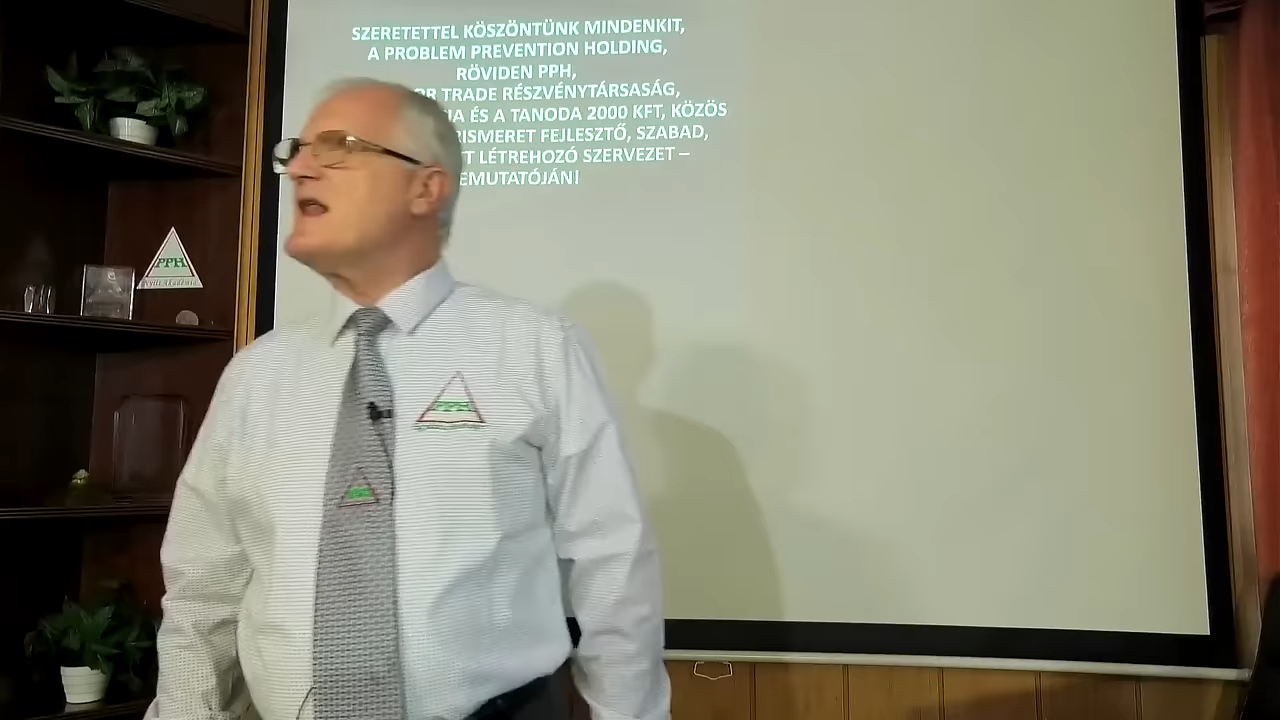 SZERETETTEL KÖSZÖNTÜNK MINDENKIT,
A PROBLEM PREVENTION HOLDING,
RÖVIDEN PPH,
TRADE RÉSZVÉNYTÁRSASÁG,
ÉS A TANODA 2000 KFT, KÖZÖS
FEJLESZTŐ, SZABAD,
LÉTREHOZÓ SZERVEZET –
PPH
PPH
PPH